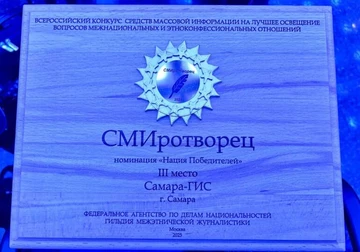 ВСЕРОССИЙСКИЙ КОНКУРС СРЕДСТВ МАССОВОЙ ИНФОРМАЦИИ НА ЛУЧШЕЕ ОСВЕЩЕНИЕ
ВОПРОСОВ МЕЖНАЦИОНАЛЬНЫХ И ЭТНОКОНФЕССИОНАЛЬНЫХ ОТНОШЕНИЙ
СМИротворец
номинация «Нация Победителей»
III место
Самара-ГИС
г. Самара
ФЕДЕРАЛЬНОЕ АГЕНТСТВО ПО ДЕЛАМ НАЦИОНАЛЬНОСТЕЙ
ГИЛЬДИЯ МЕЖЭТНИЧЕСКОЙ ЖУРНАЛИСТИКИ
Москва